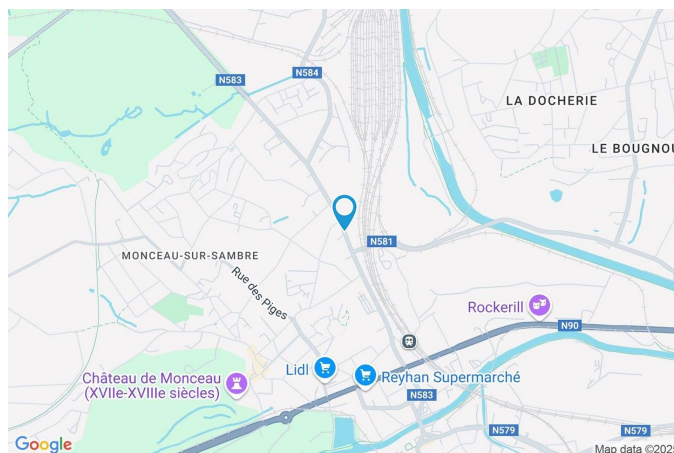 N583
N584
LA DOCHERIE
LE BOUGNOU
N581
MONCEAU-SUR-SAMBRE
Rue des Piges
Rockerill
N90
Lidl
Reyhan Supermarché
Château de Monceau
(XVIIe-XVIIIe siècles)
N583
N579
N579
Google
Map data ©2025